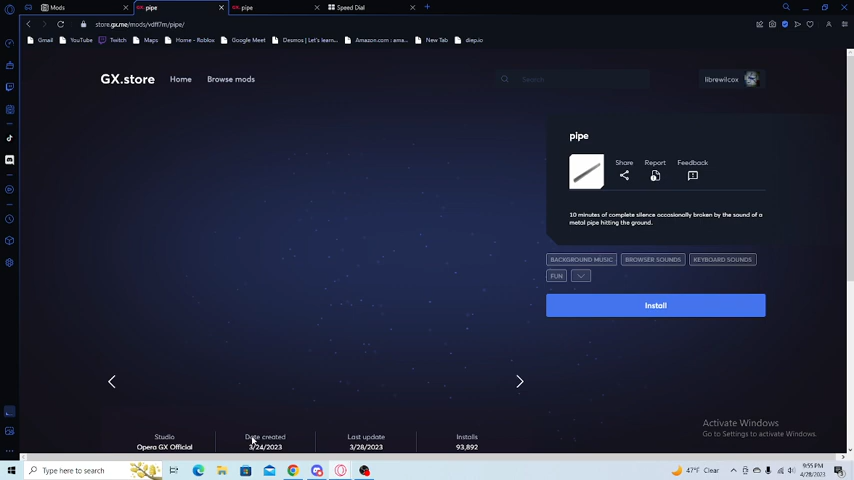 Mods
pipe
pipe
Speed Dial
store.gx.me/mods/vdff7m/pipe/
Gmail
YouTube
Twitch
Maps
Home - Roblox
Google Meet
Desmos | Let's learn...
Amazon.com : ama...
New Tab
diep.io
GX.store
Home
Browse mods
Search
librewilcox
pipe
Share
Report
Feedback
10 minutes of complete silence occasionally broken by the sound of a
metal pipe hitting the ground.
BACKGROUND MUSIC
BROWSER SOUNDS
KEYBOARD SOUNDS
FUN
Install
Studio
Opera GX Official
Date created
3/24/2023
Last update
3/28/2023
Installs
93,892
Activate Windows
Go to Settings to activate Windows.
Type here to search
47°F Clear
9:55 PM
4/28/2023